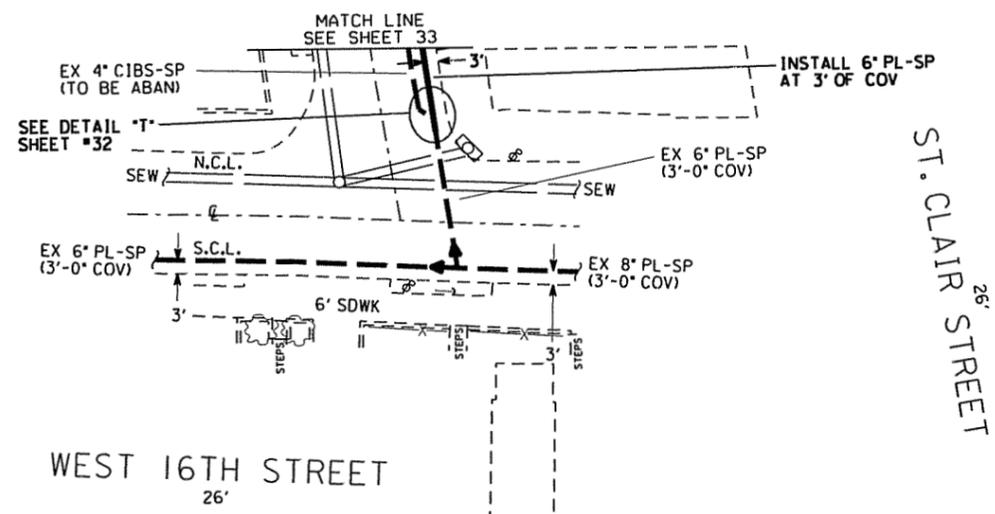 MATCH LINE
SEE SHEET 33
3'
EX 4" CIBS-SP
(TO BE ABAN)
INSTALL 6" PL-SP
AT 3' OF COV
SEE DETAIL "T"
SHEET #32
N.C.L.
SEW
SEW
EX 6" PL-SP
(3'-0" COV)
ST. CLAIR STREET
26'
℄
S.C.L.
EX 6" PL-SP
(3'-0" COV)
EX 8" PL-SP
(3'-0" COV)
6' SDWK
3'
3'
STEPS
STEPS
STEPS
WEST 16TH STREET
26'